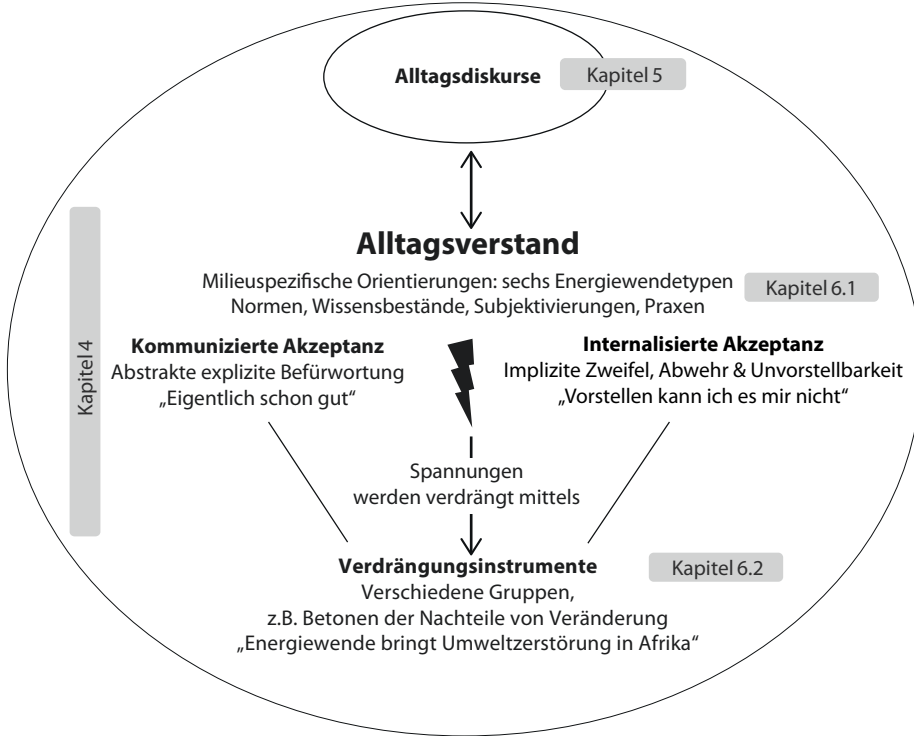 Alltagsdiskurse
Kapitel 5
Alltagsverstand
Milieuspezifische Orientierungen: sechs Energiewendetypen
Normen, Wissensbestände, Subjektivierungen, Praxen
Kapitel 6.1
Kapitel 4
Kommunizierte Akzeptanz
Abstrakte explizite Befürwortung
„Eigentlich schon gut“
Internalisierte Akzeptanz
Implizite Zweifel, Abwehr & Unvorstellbarkeit
„Vorstellen kann ich es mir nicht“
Spannungen
werden verdrängt mittels
Verdrängungsinstrumente
Kapitel 6.2
Verschiedene Gruppen,
z.B. Betonen der Nachteile von Veränderung
„Energiewende bringt Umweltzerstörung in Afrika“